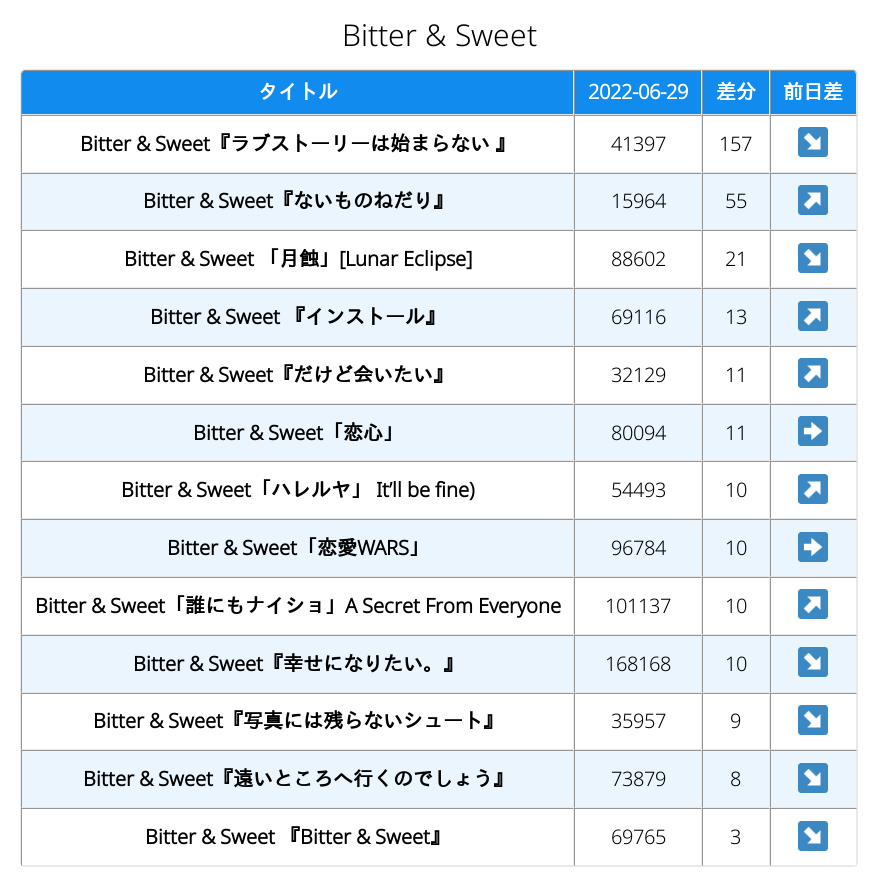 Bitter & Sweet
タイトル 2022-06-29 差分 前日差
Bitter & Sweet『ラブストーリーは始まらない 』 41397 157 ↘
Bitter & Sweet『ないものねだり』 15964 55 ↗
Bitter & Sweet 「月蝕」[Lunar Eclipse] 88602 21 ↘
Bitter & Sweet 『インストール』 69116 13 ↗
Bitter & Sweet『だけど会いたい』 32129 11 ↗
Bitter & Sweet「恋心」 80094 11 ➡
Bitter & Sweet「ハレルヤ」 It’ll be fine) 54493 10 ↗
Bitter & Sweet「恋愛WARS」 96784 10 ➡
Bitter & Sweet「誰にもナイショ」A Secret From Everyone 101137 10 ↗
Bitter & Sweet『幸せになりたい。』 168168 10 ↘
Bitter & Sweet『写真には残らないシュート』 35957 9 ↘
Bitter & Sweet『遠いところへ行くのでしょう』 73879 8 ↘
Bitter & Sweet 『Bitter & Sweet』 69765 3 ↘